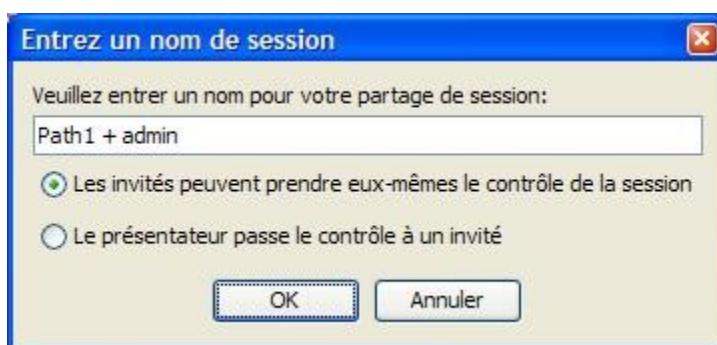 Entrez un nom de session
Veuillez entrer un nom pour votre partage de session:
Path1 + admin
Les invités peuvent prendre eux-mêmes le contrôle de la session
Le présentateur passe le contrôle à un invité
OK Annuler